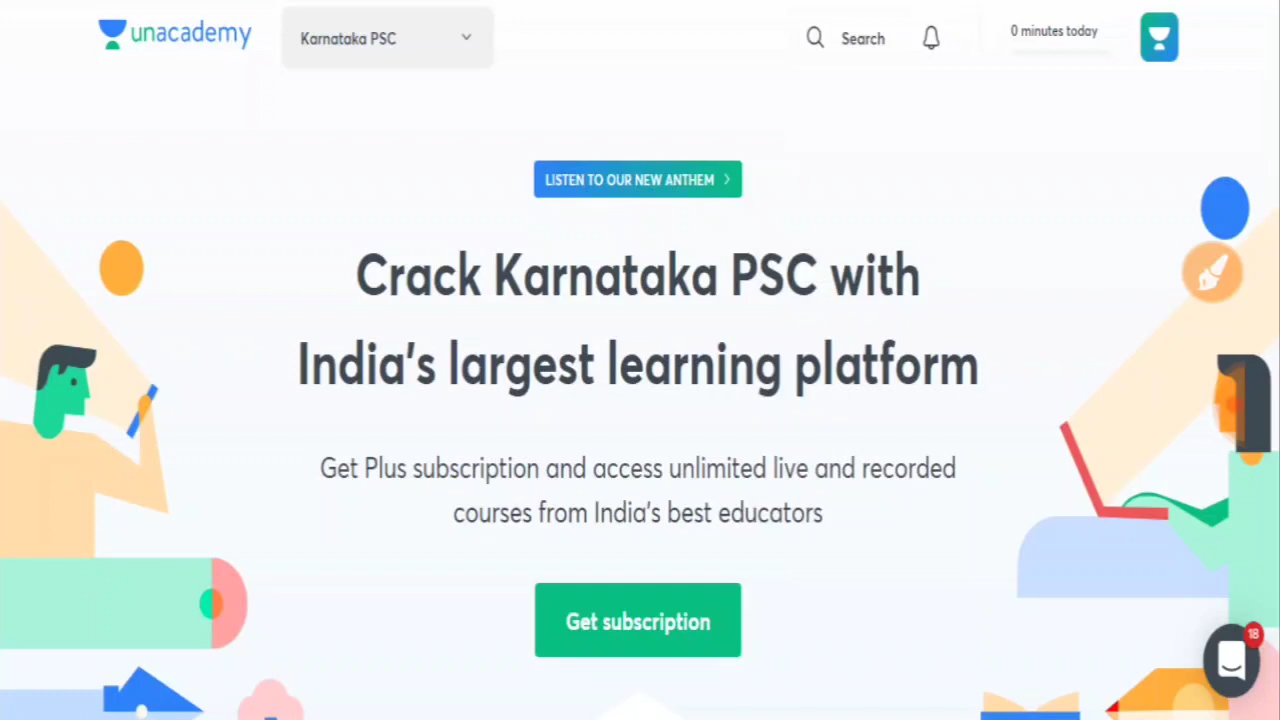 unacademy
Karnataka PSC
Search
0 minutes today
LISTEN TO OUR NEW ANTHEM
Crack Karnataka PSC with
India's largest learning platform
Get Plus subscription and access unlimited live and recorded
courses from India's best educators
Get subscription
18